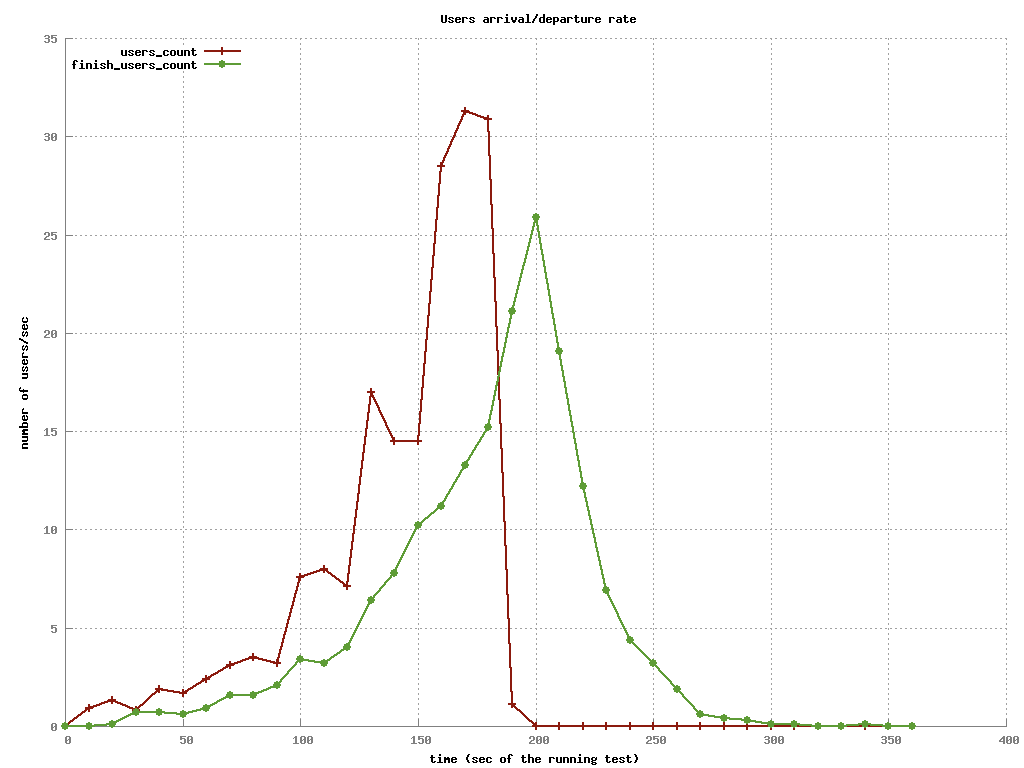 Users arrival/departure rate
users_count
finish_users_count
35
30
25
20
15
10
5
0
number of users/sec
0 50 100 150 200 250 300 350 400
time (sec of the running test)